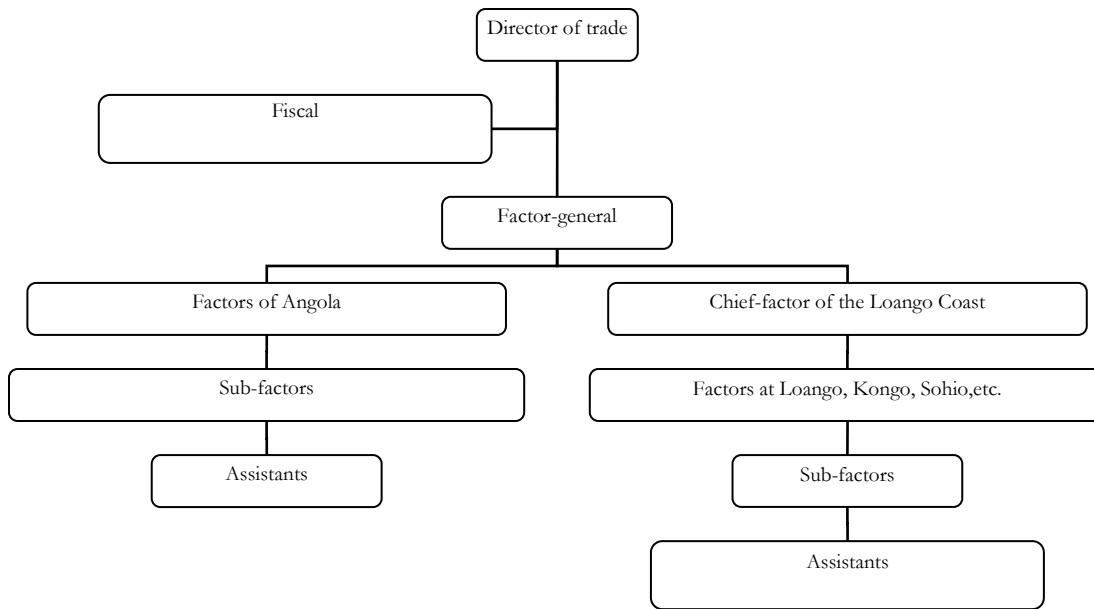 Director of trade
Fiscal
Factor-general
Factors of Angola
Chief-factor of the Loango Coast
Sub-factors
Factors at Loango, Kongo, Sohio,etc.
Assistants
Sub-factors
Assistants